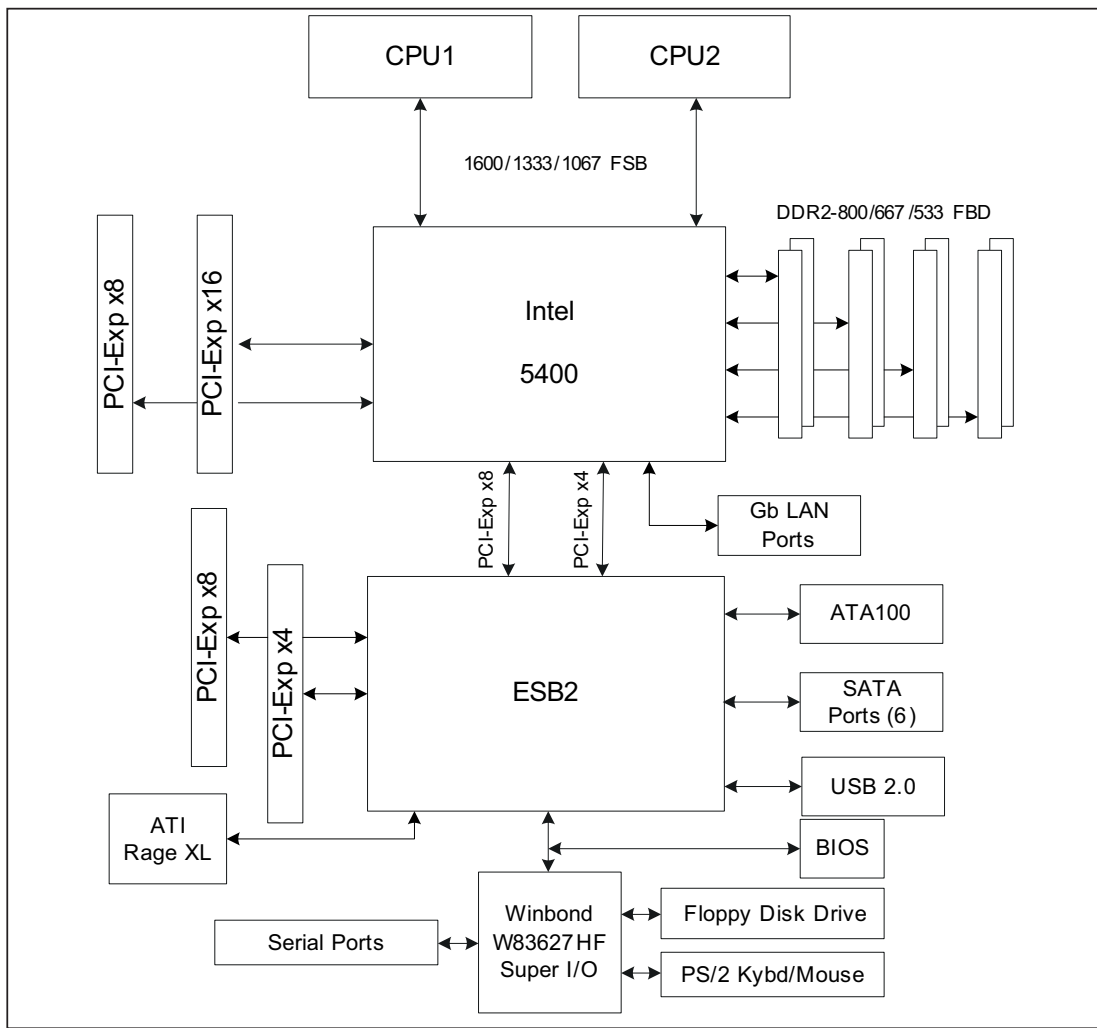 CPU1
CPU2
1600/1333/1067 FSB
DDR2-800/667/533 FBD
PCI-Exp x8
PCI-Exp x16
Intel
5400
PCI-Exp x8
PCI-Exp x4
Gb LAN
Ports
PCI-Exp x8
PCI-Exp x4
ESB2
ATA100
SATA
Ports (6)
USB 2.0
ATI
Rage XL
BIOS
Winbond
W83627HF
Super I/O
Floppy Disk Drive
Serial Ports
PS/2 Kybd/Mouse